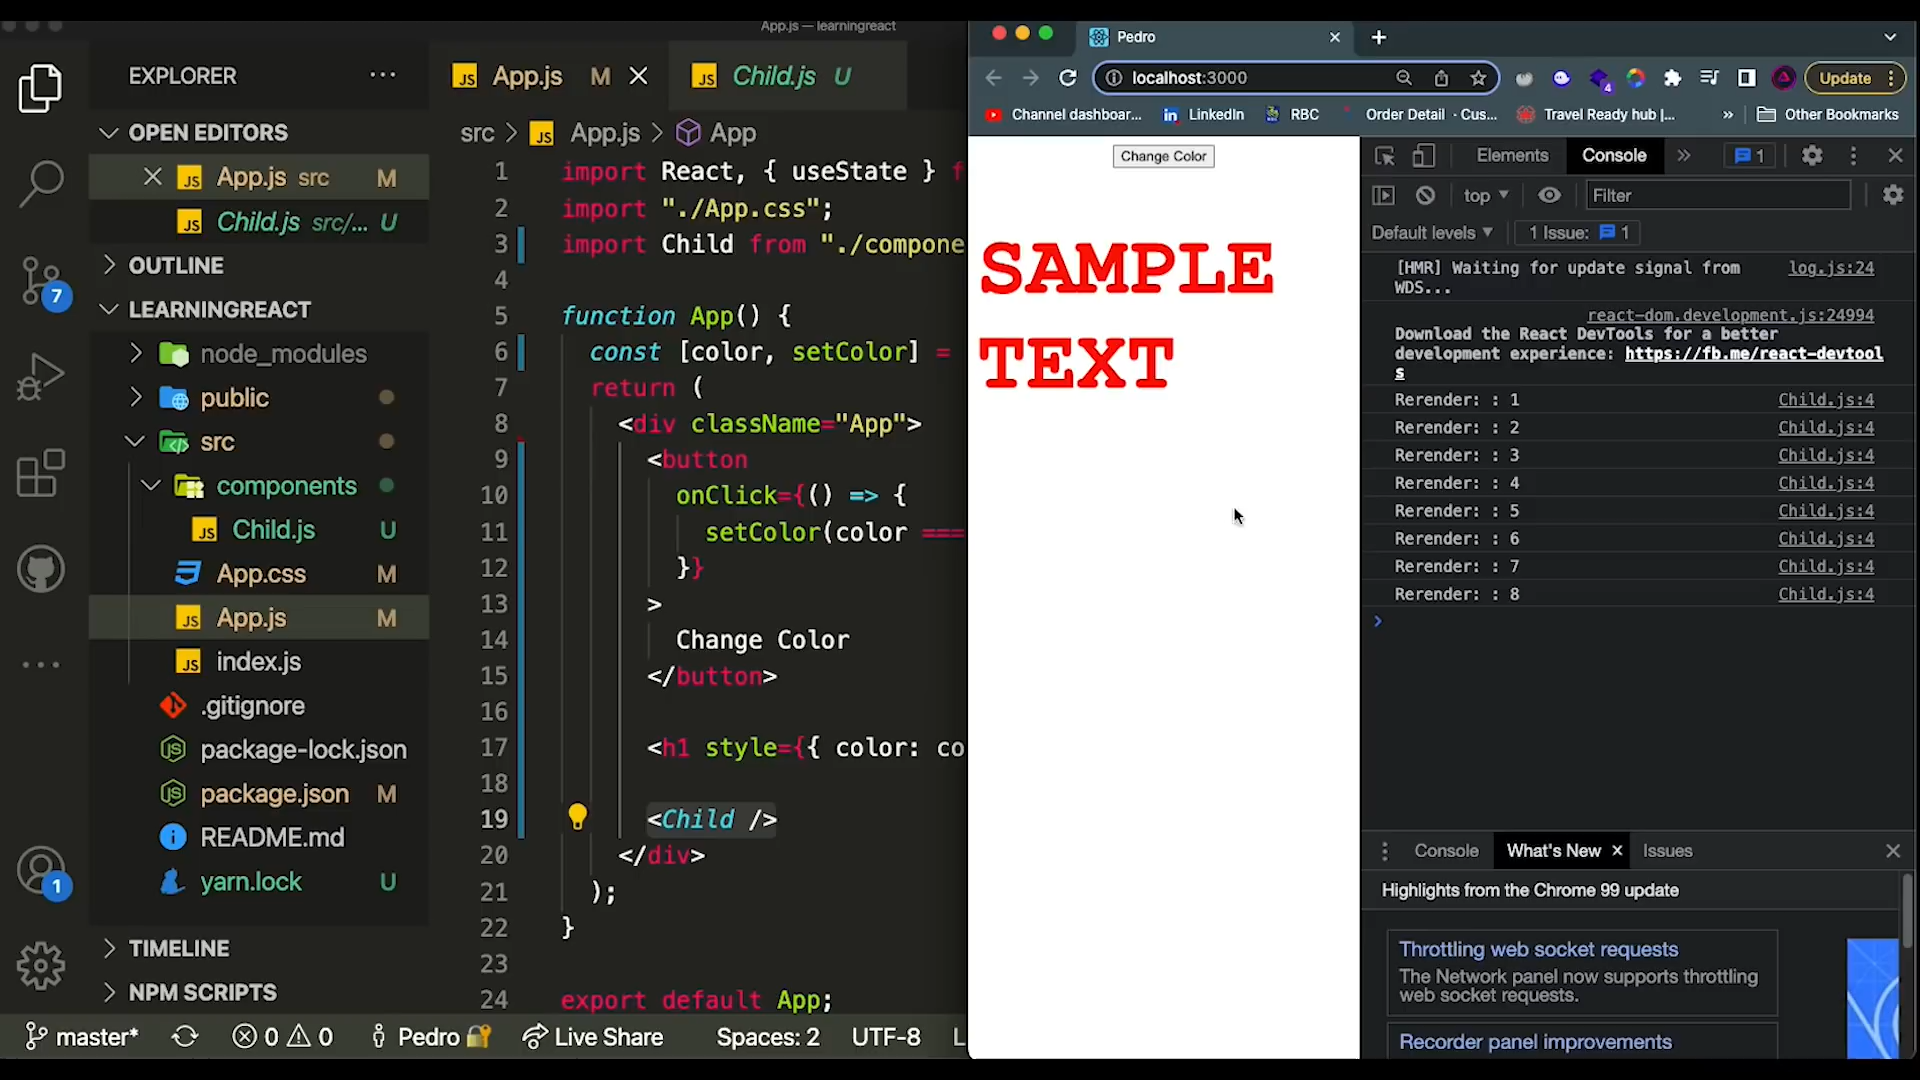 App.js — learningreact
EXPLORER
OPEN EDITORS
App.js src M
Child.js src/... U
OUTLINE
LEARNINGREACT
node_modules
public
src
components
Child.js U
App.css M
App.js M
index.js
.gitignore
package-lock.json
package.json M
README.md
yarn.lock U
TIMELINE
NPM SCRIPTS
7
1
App.js M
Child.js U
src > App.js > App
1 import React, { useState } f
2 import "./App.css";
3 import Child from "./compone
4
5 function App() {
6 const [color, setColor] =
7 return (
8 <div className="App">
9 <button
10 onClick={() => {
11 setColor(color ===
12 }}
13 >
14 Change Color
15 </button>
16
17 <h1 style={{ color: co
18
19 <Child />
20 </div>
21 );
22 }
23
24 export default App;
master* 0 0 Pedro Live Share Spaces: 2 UTF-8 L
Pedro
localhost:3000
4
Update
Channel dashboar... LinkedIn RBC Order Detail · Cus... Travel Ready hub |... » Other Bookmarks
Change Color
SAMPLE
TEXT
Elements Console » 1
top Filter
Default levels 1 Issue: 1
[HMR] Waiting for update signal from log.js:24
WDS...
react-dom.development.js:24994
Download the React DevTools for a better
development experience: https://fb.me/react-devtool
s
Rerender: : 1 Child.js:4
Rerender: : 2 Child.js:4
Rerender: : 3 Child.js:4
Rerender: : 4 Child.js:4
Rerender: : 5 Child.js:4
Rerender: : 6 Child.js:4
Rerender: : 7 Child.js:4
Rerender: : 8 Child.js:4
Console What's New Issues
Highlights from the Chrome 99 update
Throttling web socket requests
The Network panel now supports throttling
web socket requests.
Recorder panel improvements